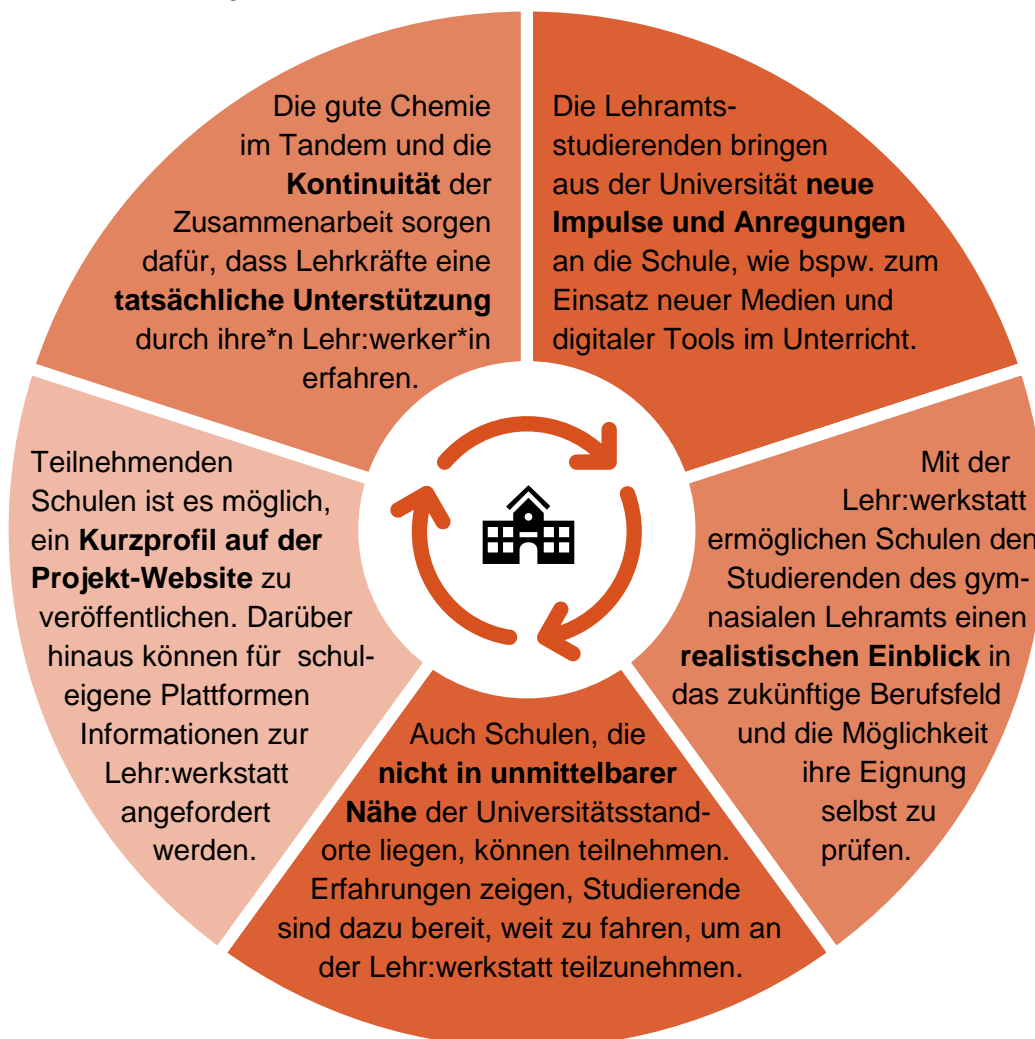 Die gute Chemie
im Tandem und die
Kontinuität der
Zusammenarbeit sorgen
dafür, dass Lehrkräfte eine
tatsächliche Unterstützung
durch ihre*n Lehr:werker*in
erfahren.
Die Lehramts-
studierenden bringen
aus der Universität neue
Impulse und Anregungen
an die Schule, wie bspw. zum
Einsatz neuer Medien und
digitaler Tools im Unterricht.
Mit der
Lehr:werkstatt
ermöglichen Schulen den
Studierenden des gym-
nasialen Lehramts einen
realistischen Einblick in
das zukünftige Berufsfeld
und die Möglichkeit
ihre Eignung
selbst zu
prüfen.
Auch Schulen, die
nicht in unmittelbarer
Nähe der Universitätsstand-
orte liegen, können teilnehmen.
Erfahrungen zeigen, Studierende
sind dazu bereit, weit zu fahren, um an
der Lehr:werkstatt teilzunehmen.
Teilnehmenden
Schulen ist es möglich,
ein Kurzprofil auf der
Projekt-Website zu
veröffentlichen. Darüber
hinaus können für schul-
eigene Plattformen
Informationen zur
Lehr:werkstatt
angefordert
werden.